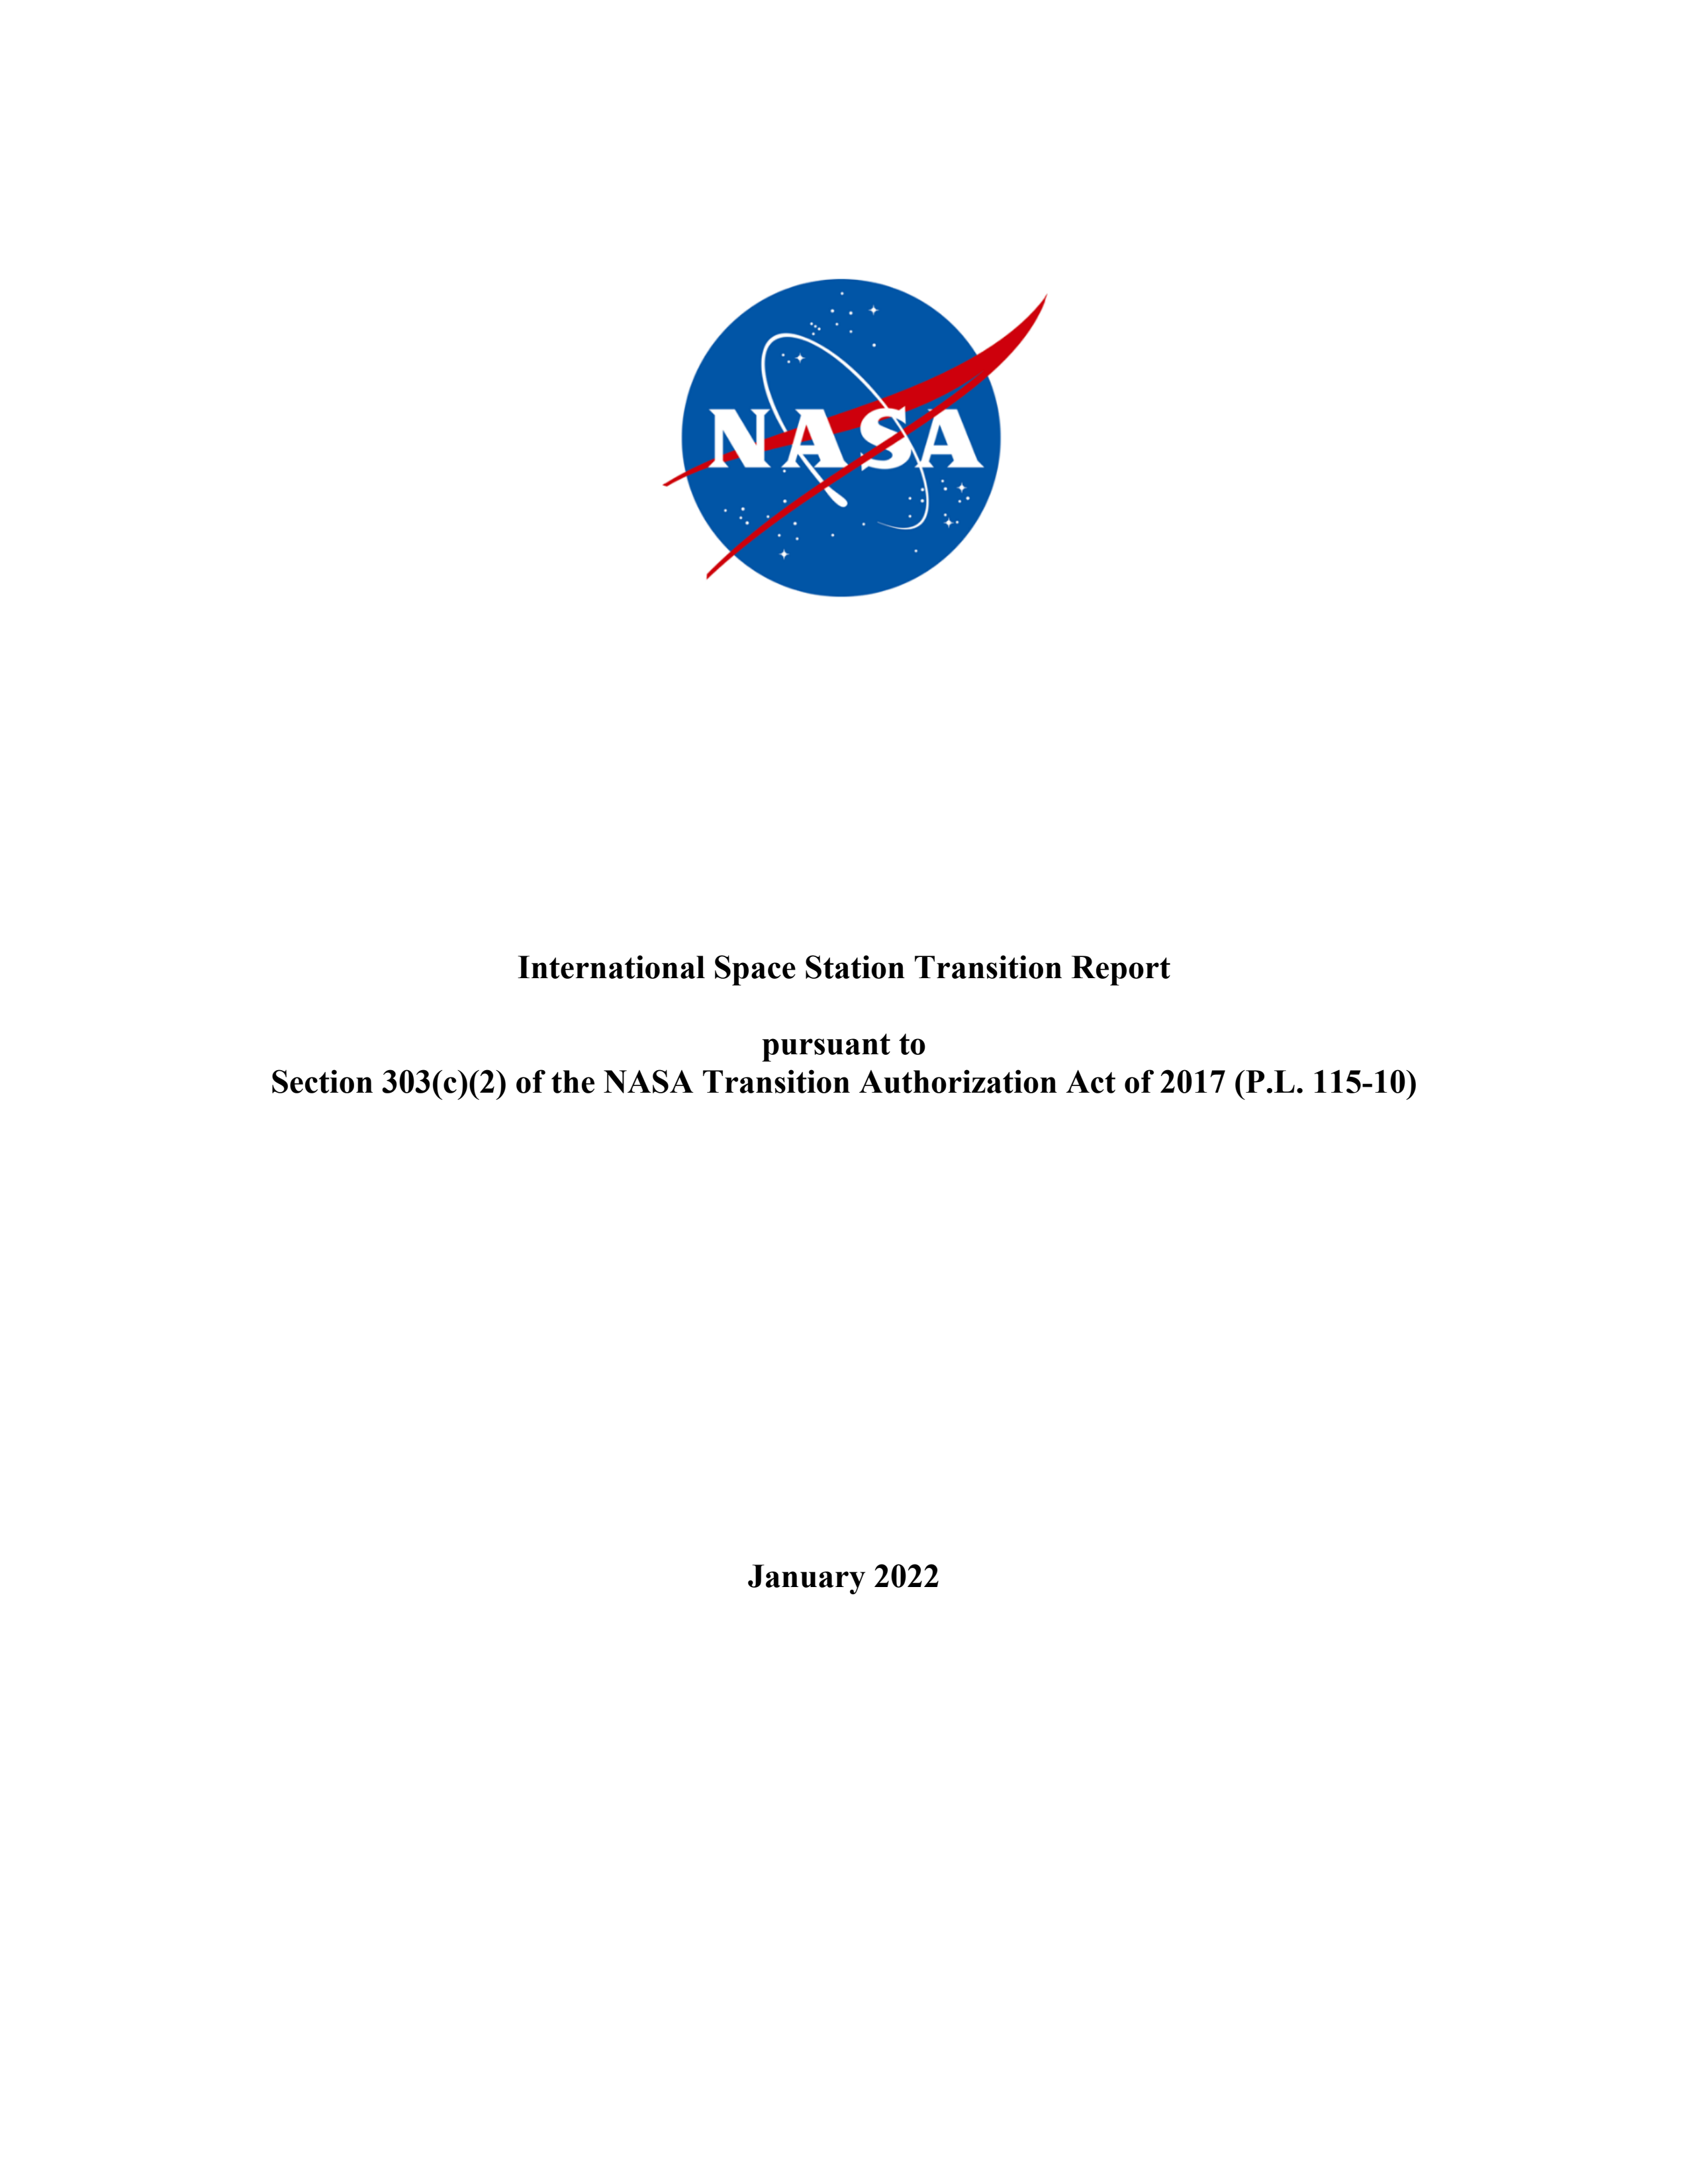 NASA
International Space Station Transition Report
pursuant to
Section 303(c)(2) of the NASA Transition Authorization Act of 2017 (P.L. 115-10)
January 2022